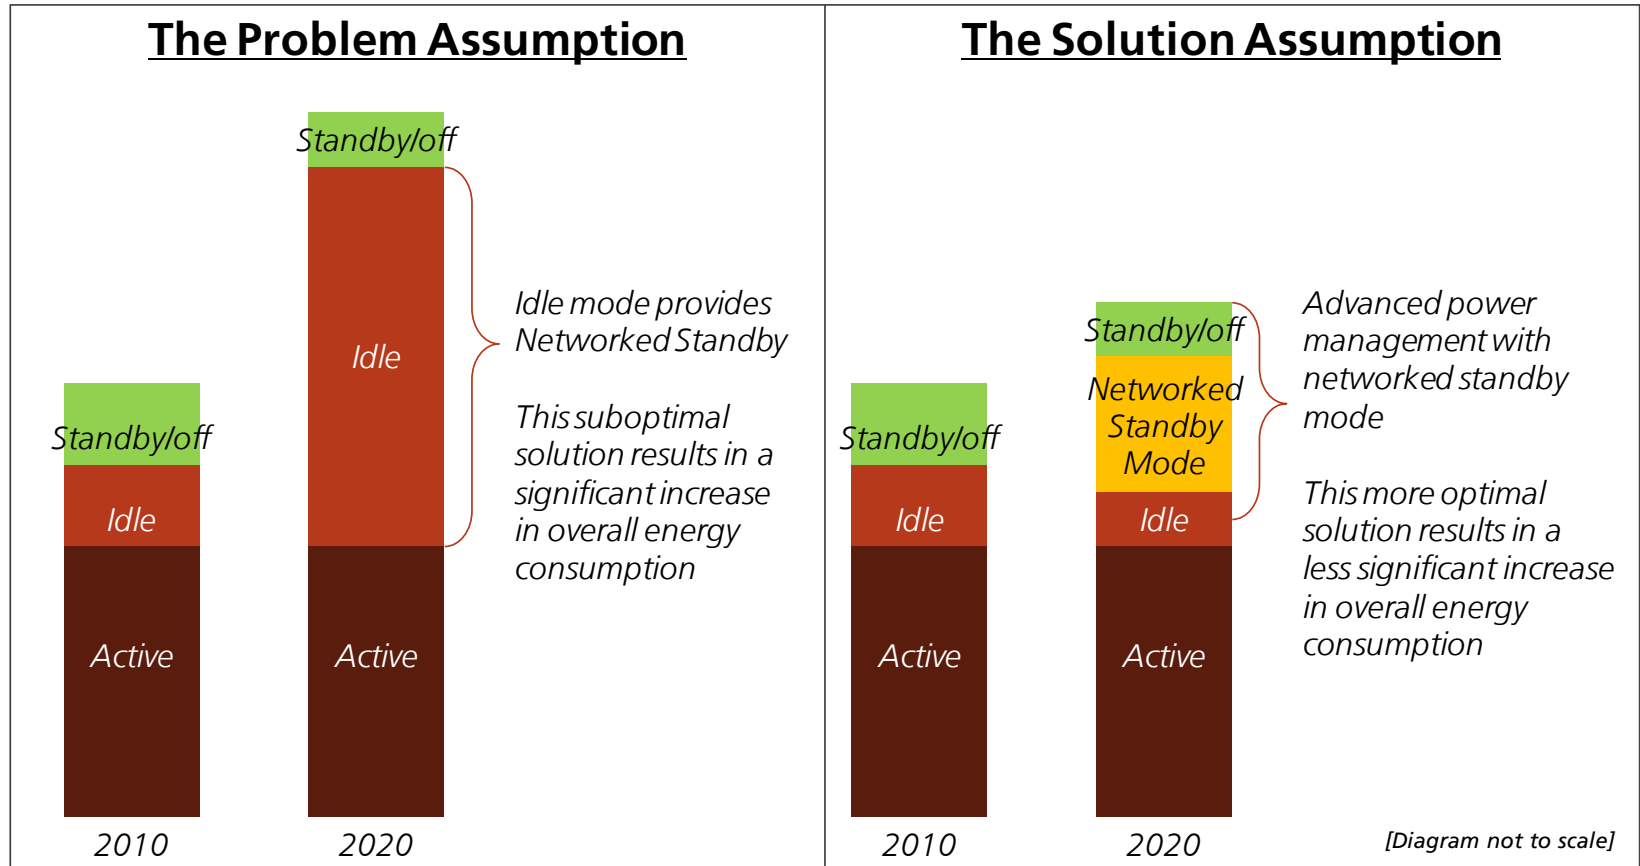 The Problem Assumption
Standby/off
Idle
Active
2010
Standby/off
Idle
Active
2020
Idle mode provides
Networked Standby
This suboptimal
solution results in a
significant increase
in overall energy
consumption
The Solution Assumption
Standby/off
Idle
Active
2010
Standby/off
Networked
Standby
Mode
Idle
Active
2020
Advanced power
management with
networked standby
mode
This more optimal
solution results in a
less significant increase
in overall energy
consumption
[Diagram not to scale]